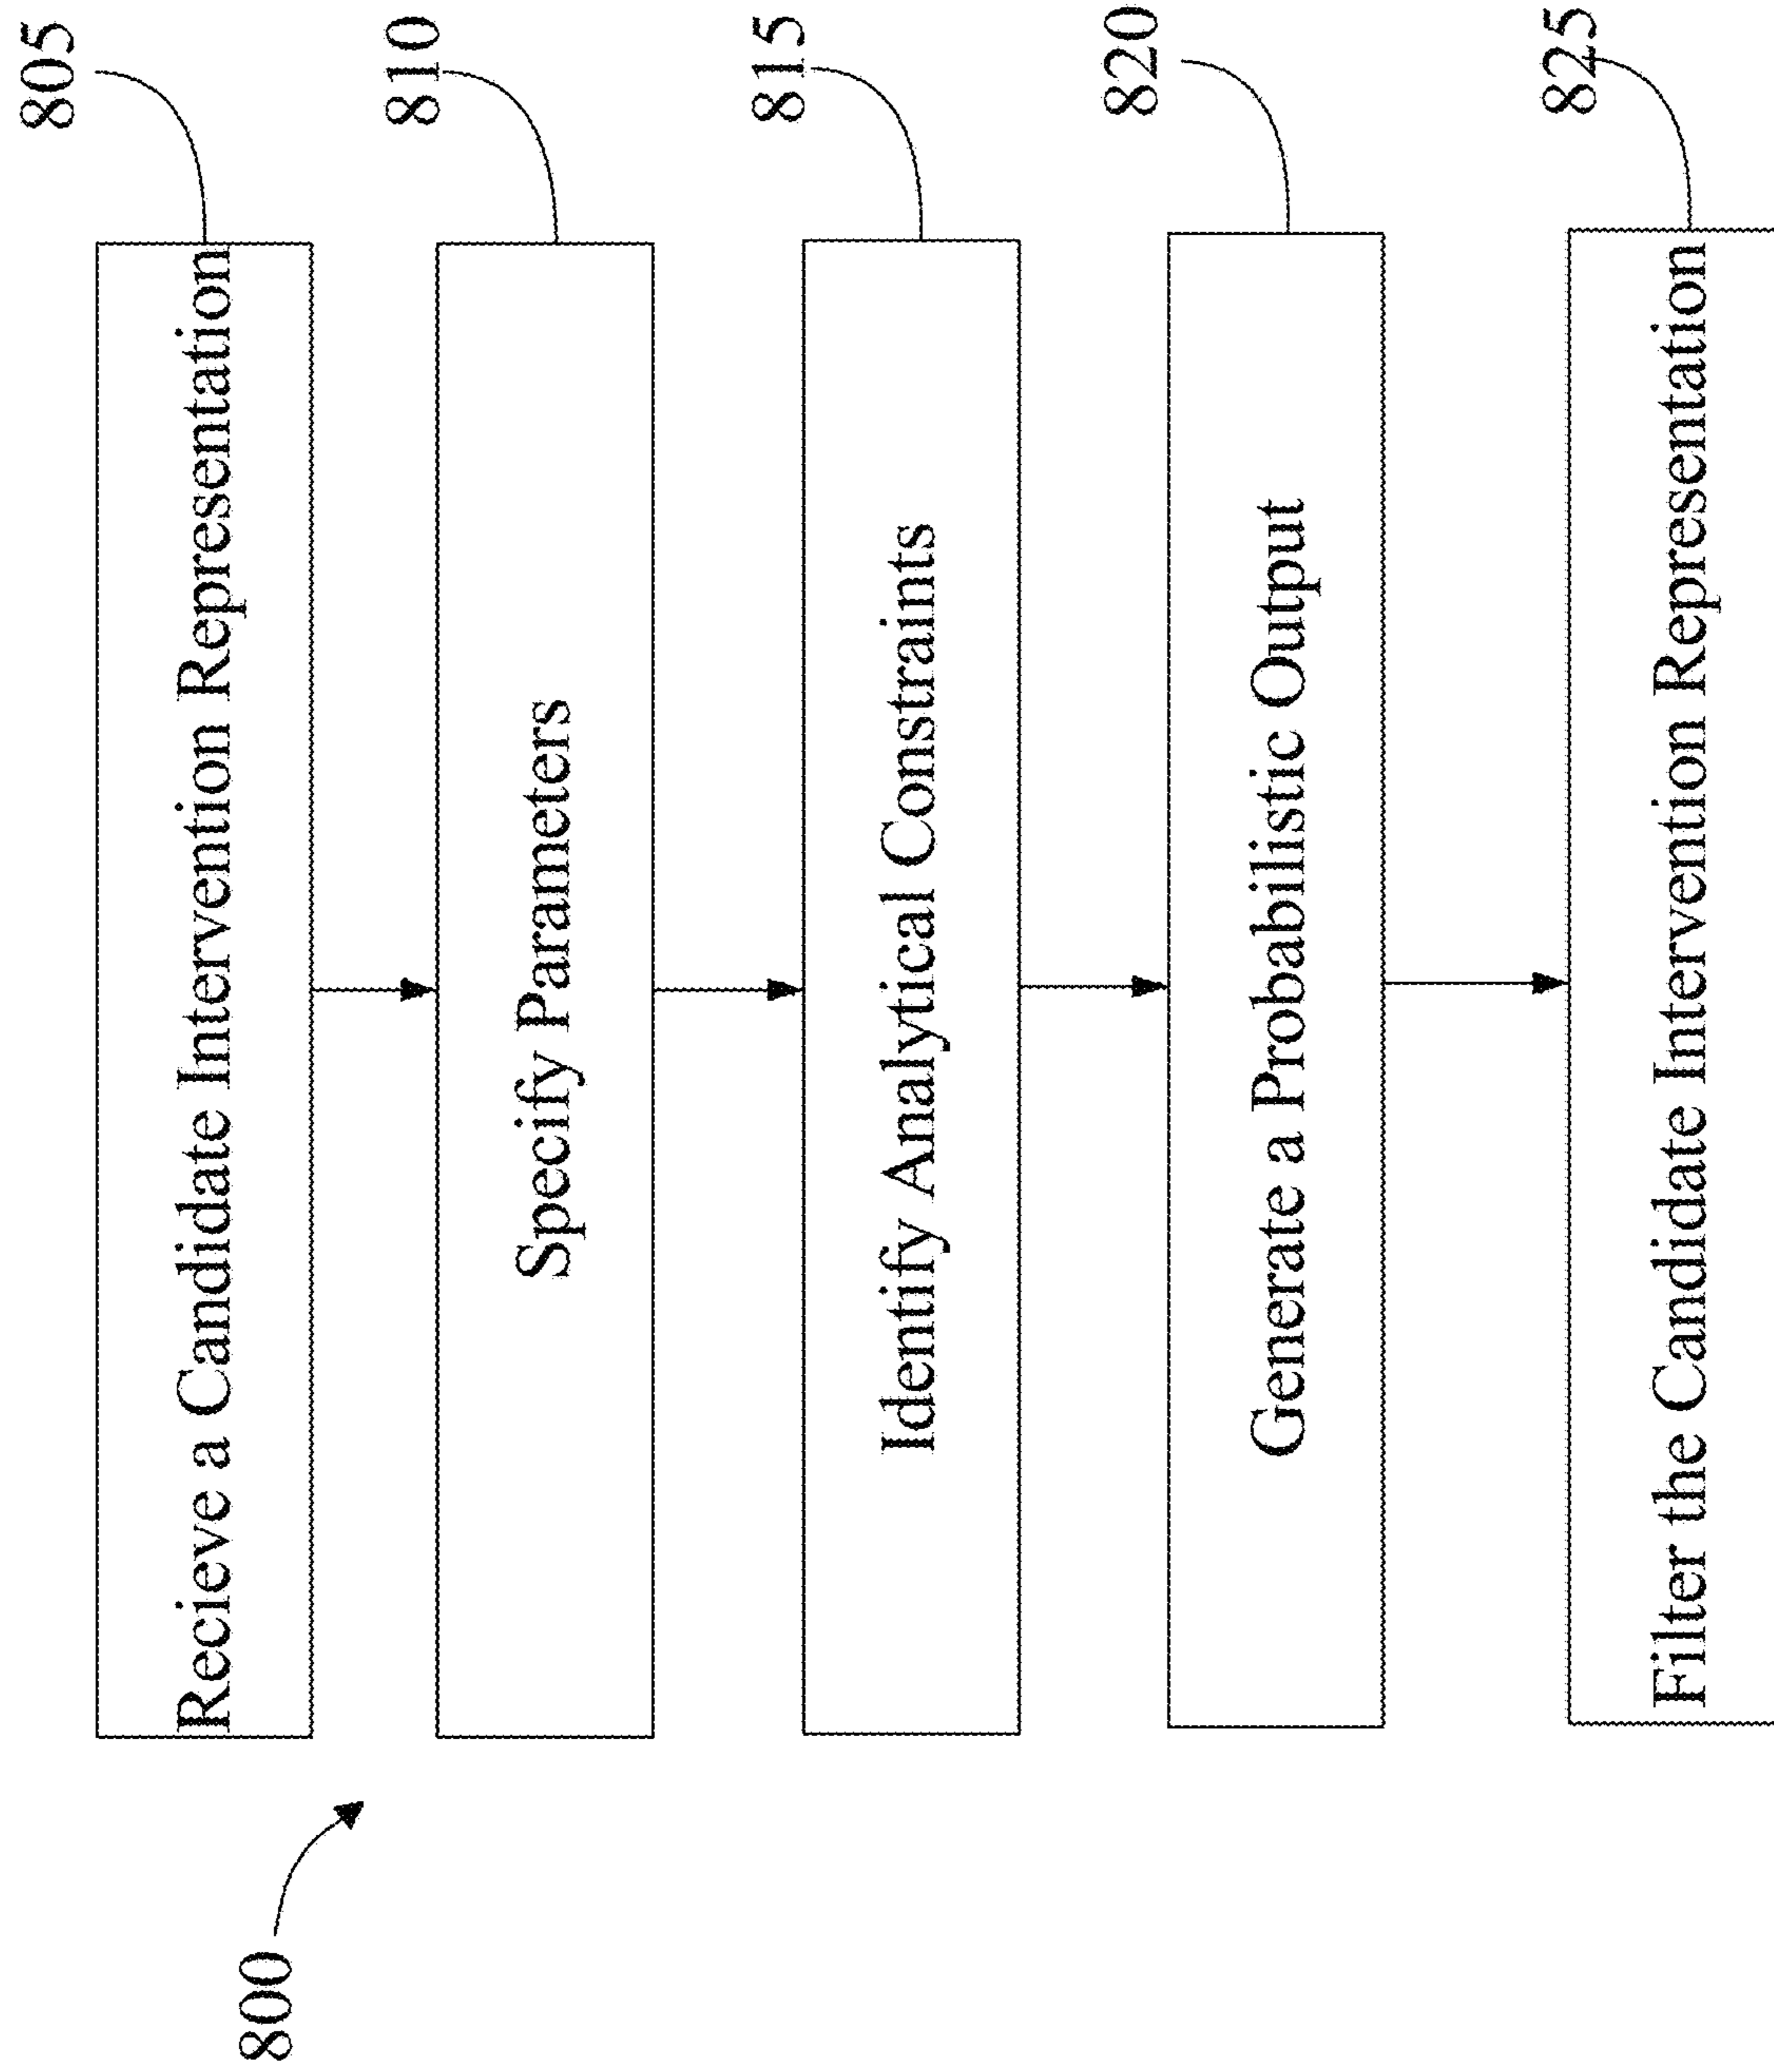 800
Recieve a Candidate Intervention Representation
805
Specify Parameters
810
Identify Analytical Constraints
815
Generate a Probabilistic Output
820
Filter the Candidate Intervention Representation
825